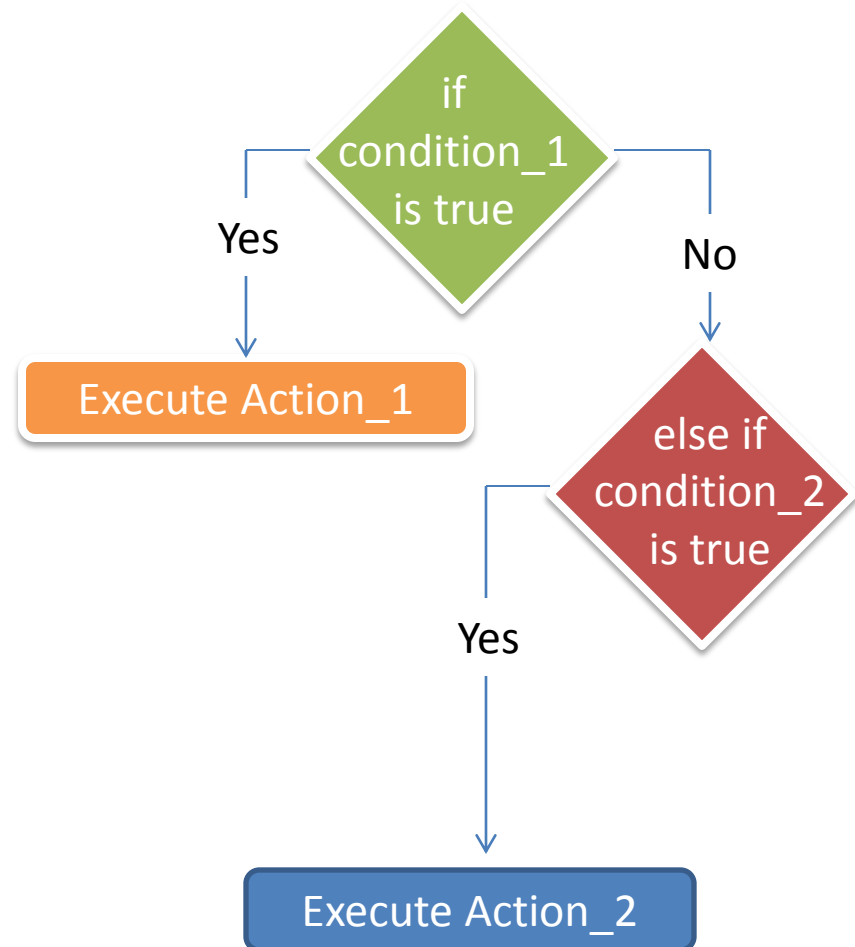 if
condition_1
is true
Yes
No
Execute Action_1
else if
condition_2
is true
Yes
Execute Action_2